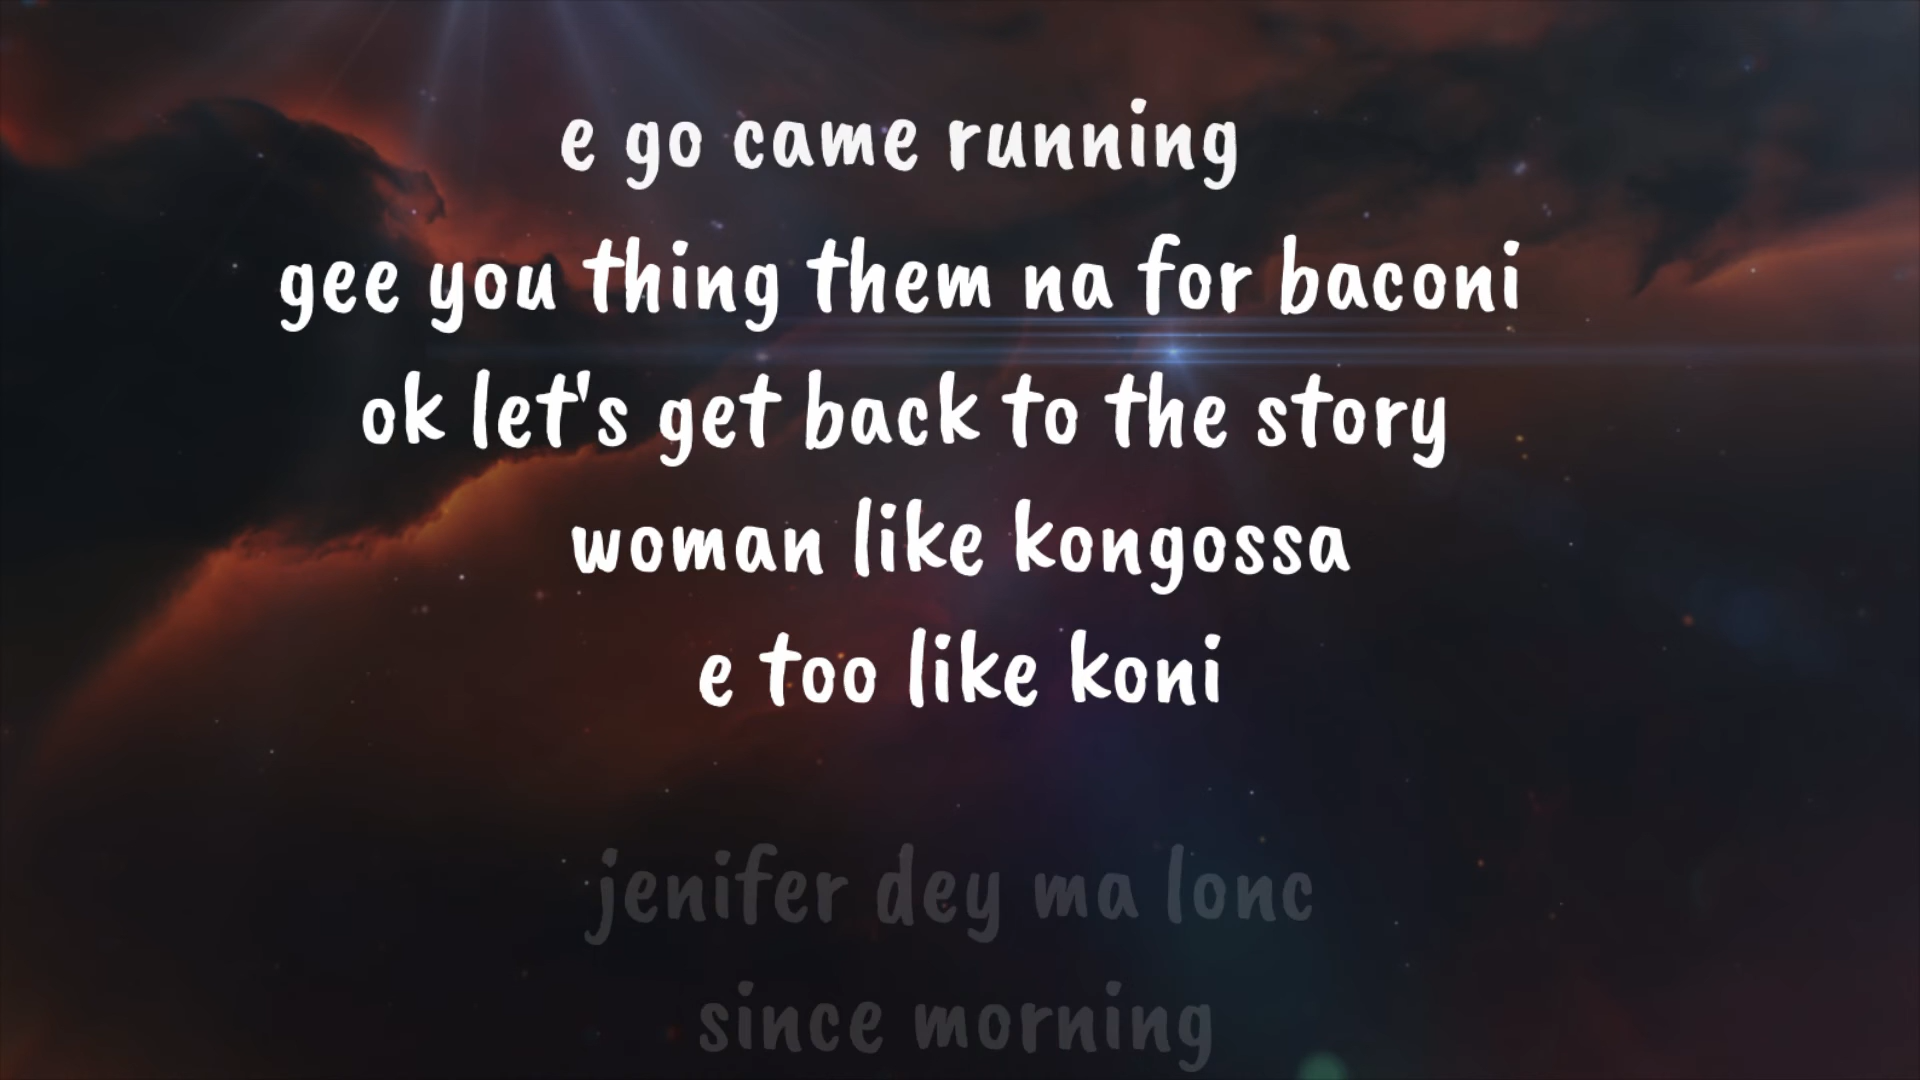 e go came running
gee you thing them na for baconi
ok let's get back to the story
woman like kongossa
e too like koni
jenifer dey ma lonc
since morning